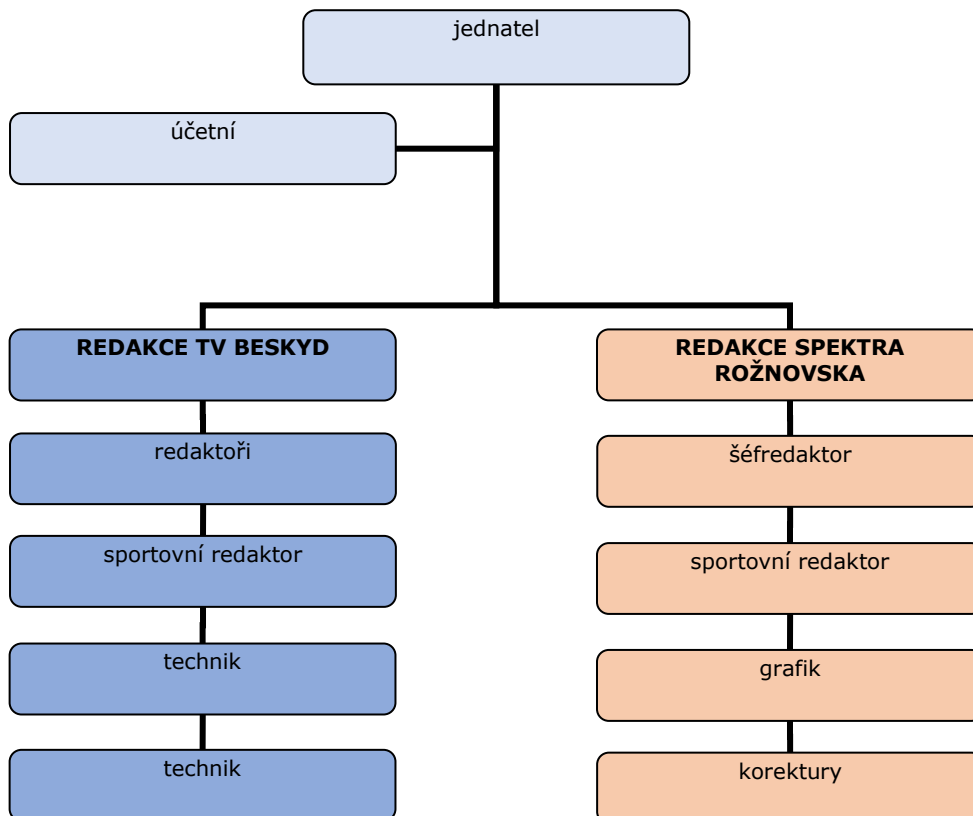 jednatel
účetní
REDAKCE TV BESKYD
redaktoři
sportovní redaktor
technik
technik
REDAKCE SPEKTRA
ROŽNOVSKA
šéfredaktor
sportovní redaktor
grafik
korektury